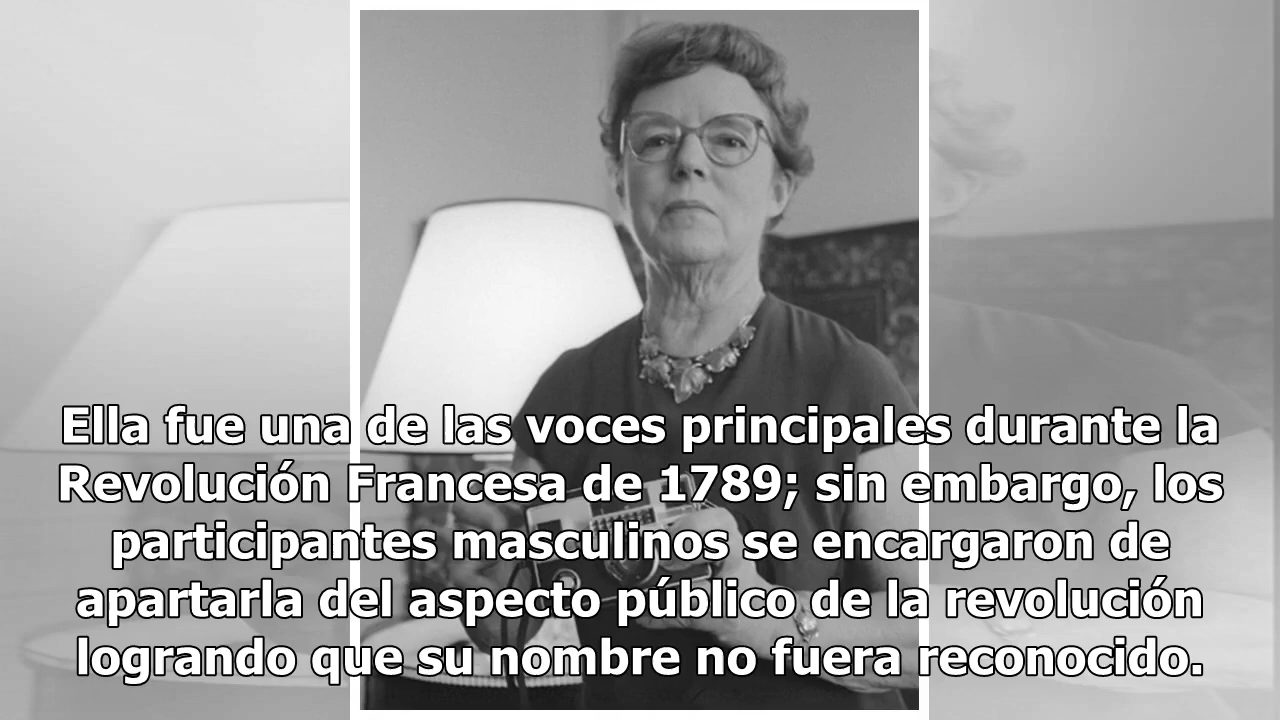 Ella fue una de las voces principales durante la
Revolución Francesa de 1789; sin embargo, los
participantes masculinos se encargaron de
apartarla del aspecto público de la revolución
logrando que su nombre no fuera reconocido.